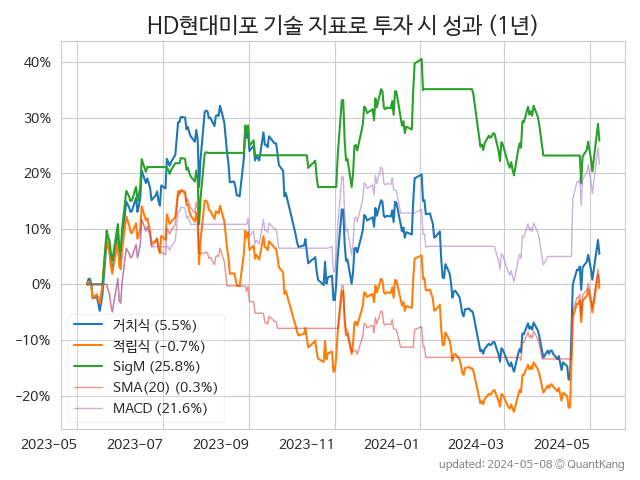 HD현대미포 기술 지표로 투자 시 성과 (1년)
40%
30%
20%
10%
0%
−10%
−20%
거치식 (5.5%)
적립식 (−0.7%)
SigM (25.8%)
SMA(20) (0.3%)
MACD (21.6%)
2023−05 2023−07 2023−09 2023−11 2024−01 2024−03 2024−05
updated: 2024−05−08 ⓒ QuantKang